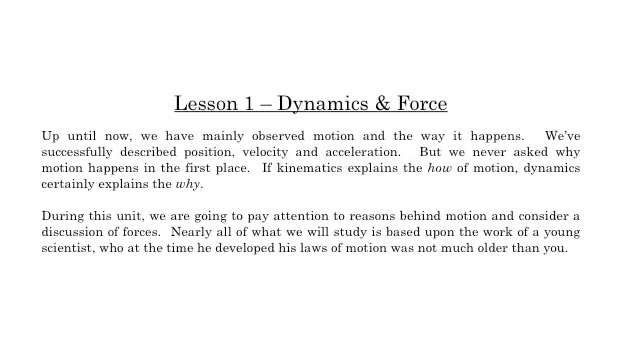 Lesson 1 – Dynamics & Force
Up until now, we have mainly observed motion and the way it happens. We've
successfully described position, velocity and acceleration. But we never asked why
motion happens in the first place. If kinematics explains the how of motion, dynamics
certainly explains the why.
During this unit, we are going to pay attention to reasons behind motion and consider a
discussion of forces. Nearly all of what we will study is based upon the work of a young
scientist, who at the time he developed his laws of motion was not much older than you.